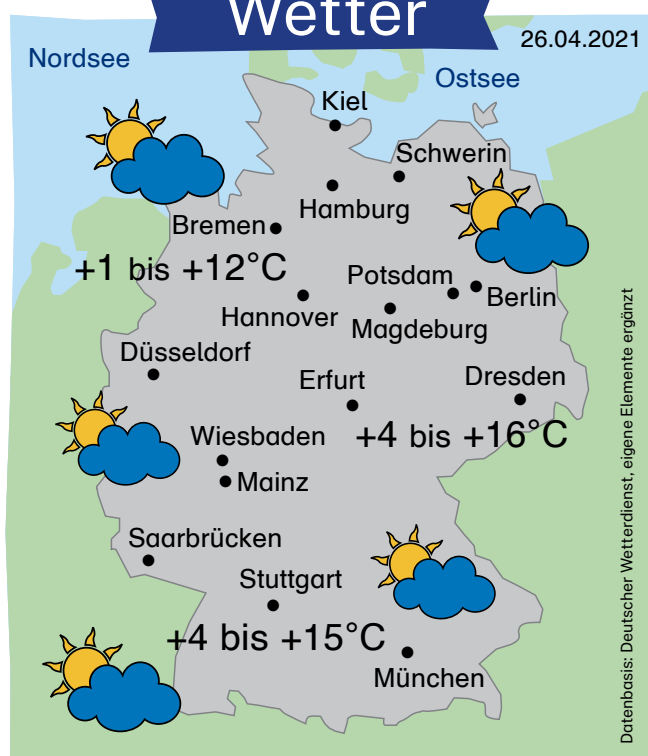 Wetter
26.04.2021
Nordsee
Ostsee
Kiel
Schwerin
Hamburg
Bremen
+1 bis +12°C
Potsdam
Berlin
Hannover
Magdeburg
Düsseldorf
Erfurt
Dresden
Wiesbaden
+4 bis +16°C
Mainz
Saarbrücken
Stuttgart
+4 bis +15°C
München
Datenbasis: Deutscher Wetterdienst, eigene Elemente ergänzt